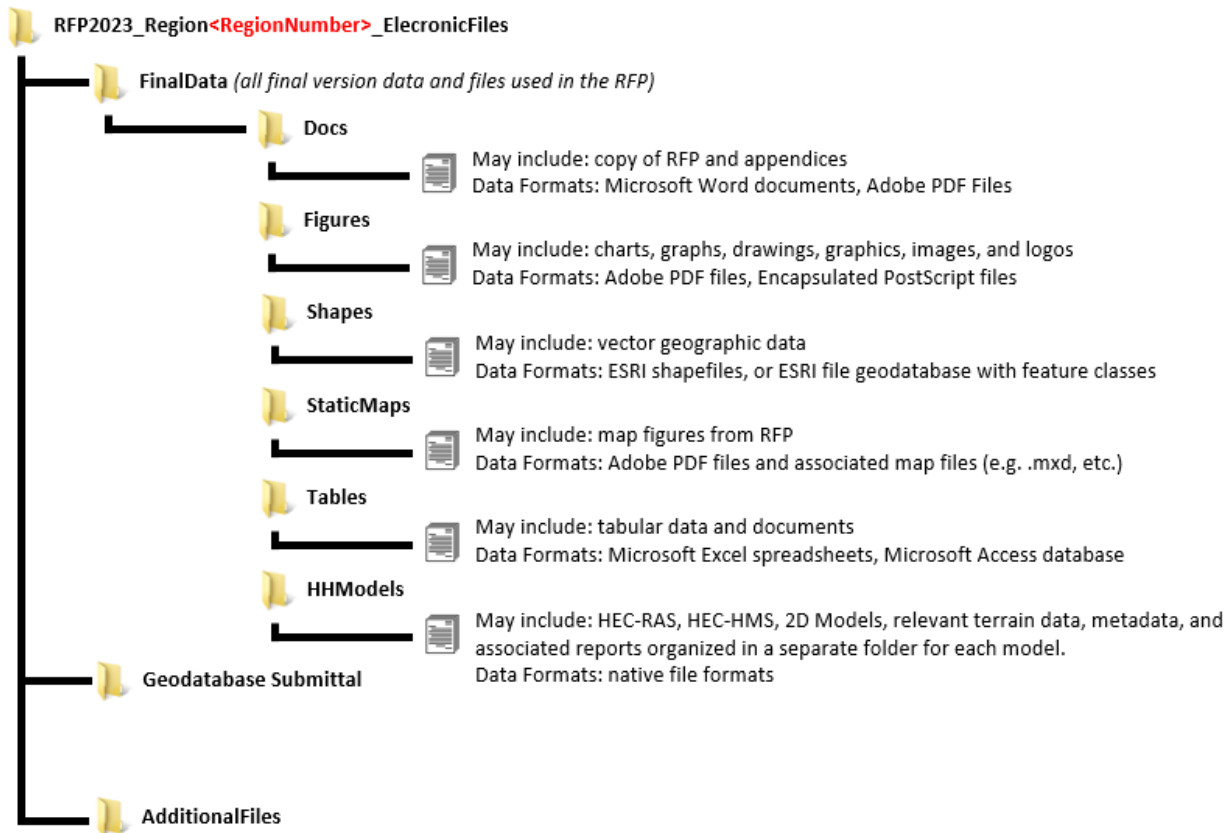 RFP2023_Region<RegionNumber>_ElecronicFiles
FinalData (all final version data and files used in the RFP)
Docs
May include: copy of RFP and appendices
Data Formats: Microsoft Word documents, Adobe PDF Files
Figures
May include: charts, graphs, drawings, graphics, images, and logos
Data Formats: Adobe PDF files, Encapsulated PostScript files
Shapes
May include: vector geographic data
Data Formats: ESRI shapefiles, or ESRI file geodatabase with feature classes
StaticMaps
May include: map figures from RFP
Data Formats: Adobe PDF files and associated map files (e.g. .mxd, etc.)
Tables
May include: tabular data and documents
Data Formats: Microsoft Excel spreadsheets, Microsoft Access database
HHModels
May include: HEC-RAS, HEC-HMS, 2D Models, relevant terrain data, metadata, and
associated reports organized in a separate folder for each model.
Data Formats: native file formats
Geodatabase Submittal
AdditionalFiles